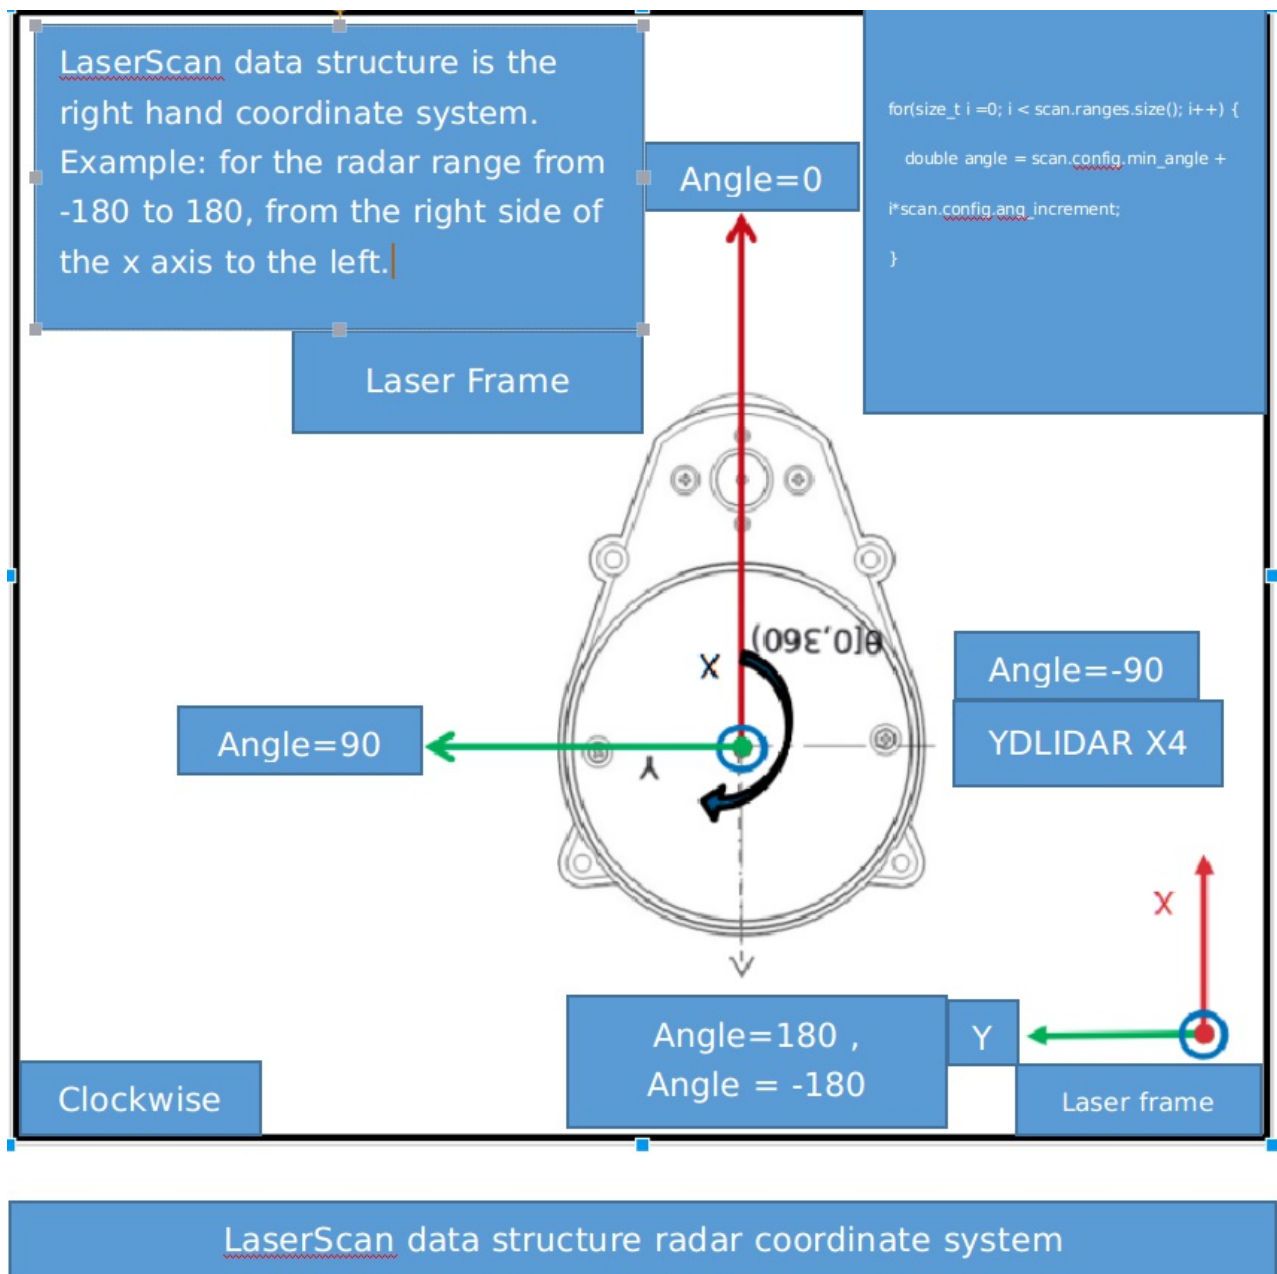 LaserScan data structure is the
right hand coordinate system.
Example: for the radar range from
-180 to 180, from the right side of
the x axis to the left.
for(size_t i =0; i < scan.ranges.size(); i++) {
double angle = scan.config.min_angle +
i*scan.config.ang_increment;
}
Angle=0
Laser Frame
θ[0,360)
X
Angle=-90
Angle=90
Y
YDLIDAR X4
X
Angle=180 ,
Angle = -180
Y
Clockwise
Laser frame
LaserScan data structure radar coordinate system